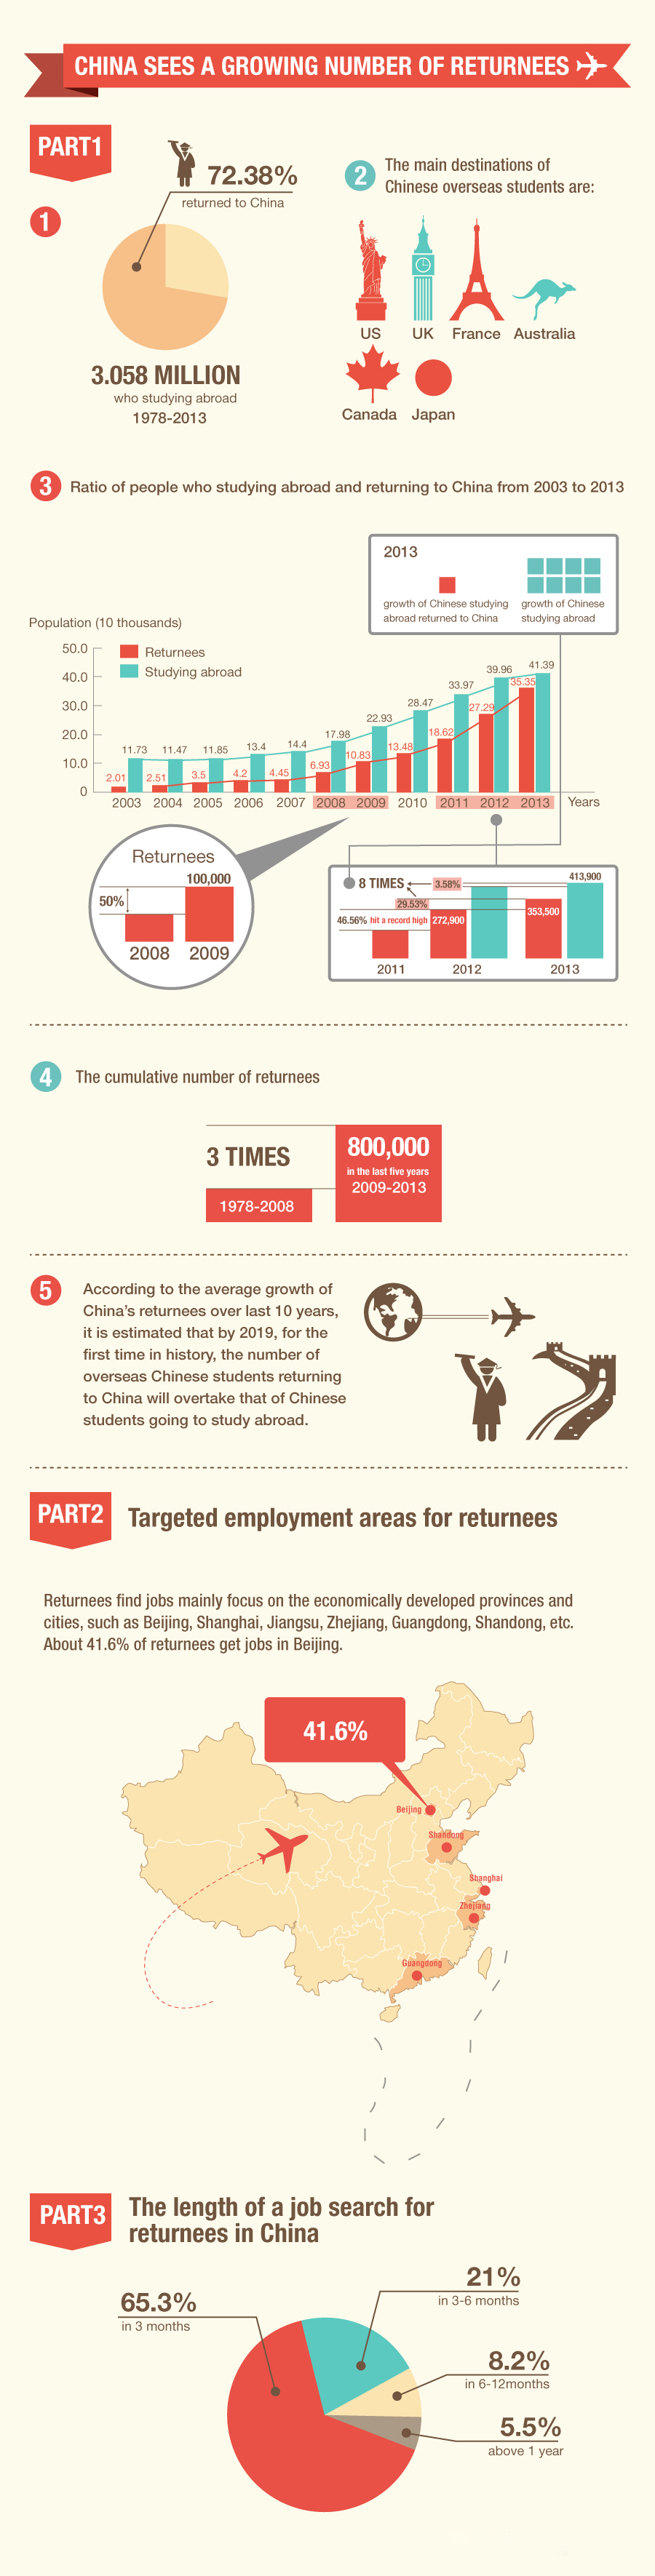 CHINA SEES A GROWING NUMBER OF RETURNEES
PART1
1
72.38%
returned to China
3.058 MILLION
who studying abroad
1978-2013
2
The main destinations of
Chinese overseas students are:
US
UK
France
Australia
Canada
Japan
3
Ratio of people who studying abroad and returning to China from 2003 to 2013
2013
growth of Chinese studying
abroad returned to China
growth of Chinese
studying abroad
Population (10 thousands)
50.0
40.0
30.0
20.0
10.0
0
Returnees
Studying abroad
2.01
11.73
2.51
11.47
3.5
11.85
4.2
13.4
4.45
14.4
6.93
17.98
10.83
22.93
13.48
28.47
18.62
33.97
27.29
39.96
35.35
41.39
2003
2004
2005
2006
2007
2008
2009
2010
2011
2012
2013
Years
Returnees
100,000
50%
2008
2009
8 TIMES
3.58%
29.53%
46.56% hit a record high
272,900
353,500
413,900
2011
2012
2013
4
The cumulative number of returnees
3 TIMES
1978-2008
800,000
in the last five years
2009-2013
5
According to the average growth of
China's returnees over last 10 years,
it is estimated that by 2019, for the
first time in history, the number of
overseas Chinese students returning
to China will overtake that of Chinese
students going to study abroad.
PART2
Targeted employment areas for returnees
Returnees find jobs mainly focus on the economically developed provinces and
cities, such as Beijing, Shanghai, Jiangsu, Zhejiang, Guangdong, Shandong, etc.
About 41.6% of returnees get jobs in Beijing.
41.6%
Beijing
Shandong
Shanghai
Zhejiang
Guangdong
PART3
The length of a job search for
returnees in China
65.3%
in 3 months
21%
in 3-6 months
8.2%
in 6-12months
5.5%
above 1 year